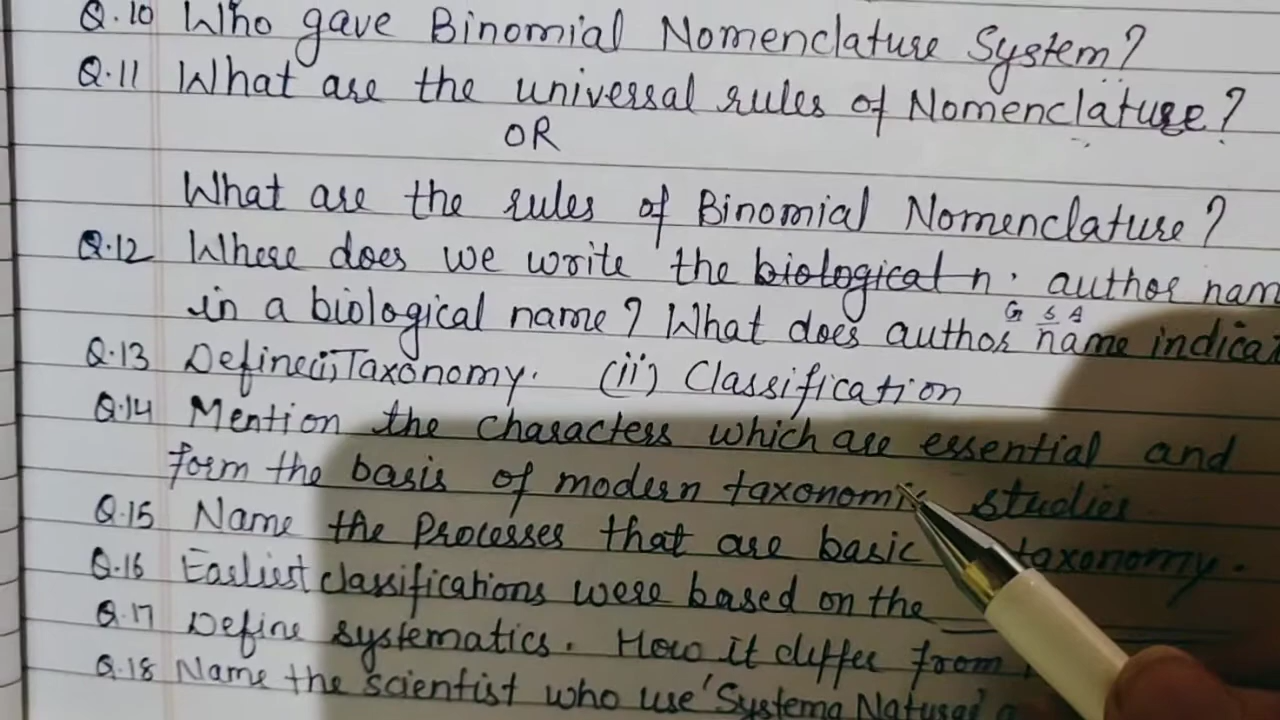 Q.10 Who gave Binomial Nomenclature System?
Q.11 What are the universal rules of Nomenclature?
OR
What are the rules of Binomial Nomenclature?
Q.12 Where does we write the biological n. author nam
G S A
in a biological name? What does author name indica
Q.13 Define(i) Taxonomy. (ii) Classification
Q.14 Mention the characters which are essential and
form the basis of modern taxonomic studies
Q.15 Name the Processes that are basic taxonomy.
Q.16 Earliest classifications were based on the
Q.17 Define systematics. How it differ from
Q.18 Name the scientist who use 'Systema Naturae'